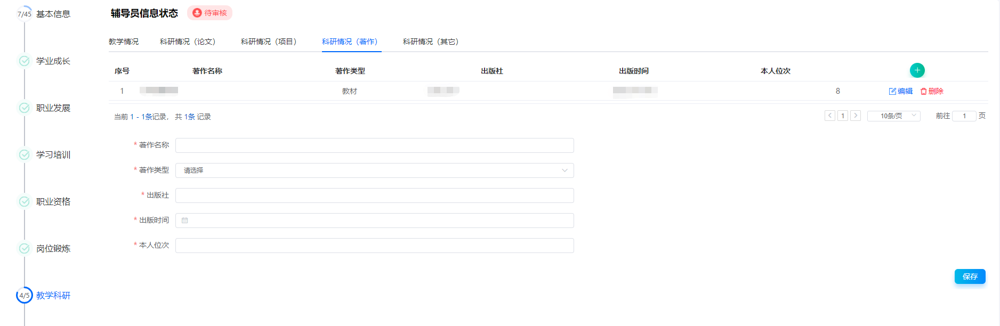 7/45 基本信息
学业成长
职业发展
学习培训
职业资格
岗位锻炼
4/5 教学科研
辅导员信息状态 待审核
教学情况 科研情况（论文） 科研情况（项目） 科研情况（著作） 科研情况（其它）
序号 著作名称 著作类型 出版社 出版时间 本人位次
1 教材 8 编辑 删除
当前 1 - 1条记录， 共 1条 记录 1 10条/页 前往 1 页
* 著作名称
* 著作类型 请选择
* 出版社
* 出版时间
* 本人位次
保存